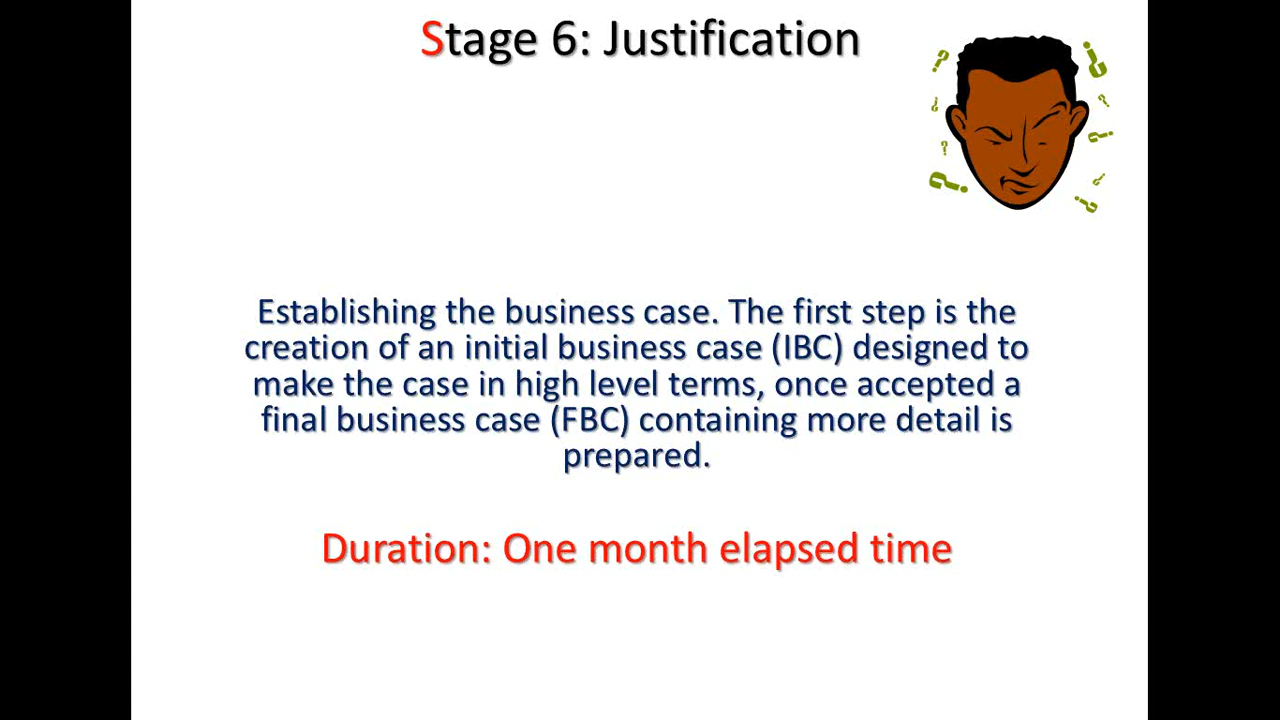 Stage 6: Justification
Establishing the business case. The first step is the
creation of an initial business case (IBC) designed to
make the case in high level terms, once accepted a
final business case (FBC) containing more detail is
prepared.
Duration: One month elapsed time